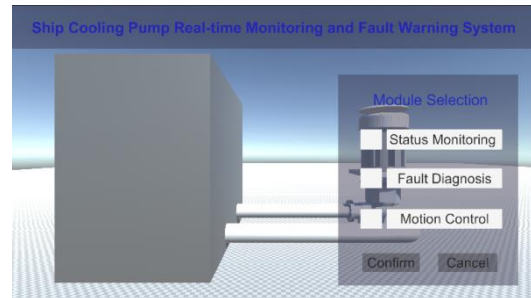 Ship Cooling Pump Real-time Monitoring and Fault Warning System
Module Selection
Status Monitoring
Fault Diagnosis
Motion Control
Confirm Cancel